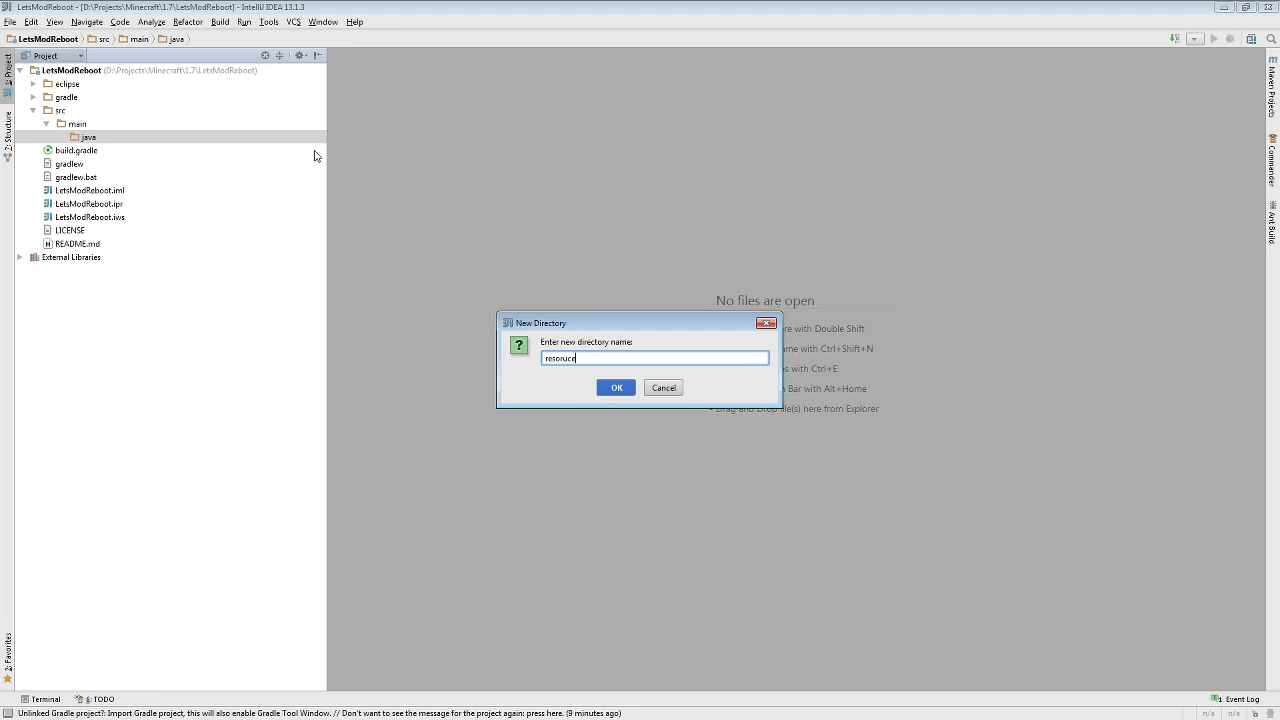 LetsModReboot - [D:\Projects\Minecraft\1.7\LetsModReboot] - IntelliJ IDEA 13.1.3
File Edit View Navigate Code Analyze Refactor Build Run Tools VCS Window Help
LetsModReboot src main java
Project
LetsModReboot (D:\Projects\Minecraft\1.7\LetsModReboot)
eclipse
gradle
src
main
java
build.gradle
gradlew
gradlew.bat
LetsModReboot.iml
LetsModReboot.ipr
LetsModReboot.iws
LICENSE
README.md
External Libraries
1: Project
7: Structure
2: Favorites
No files are open
re with Double Shift
ame with Ctrl+Shift+N
s with Ctrl+E
Bar with Alt+Home
Drag and Drop file(s) here from Explorer
New Directory
Enter new directory name:
resoruce
OK Cancel
Maven Projects
Commander
Ant Build
Terminal 6: TODO
1 Event Log
Unlinked Gradle project?: Import Gradle project, this will also enable Gradle Tool Window. // Don't want to see the message for the project again: press here. (9 minutes ago)
n/a n/a